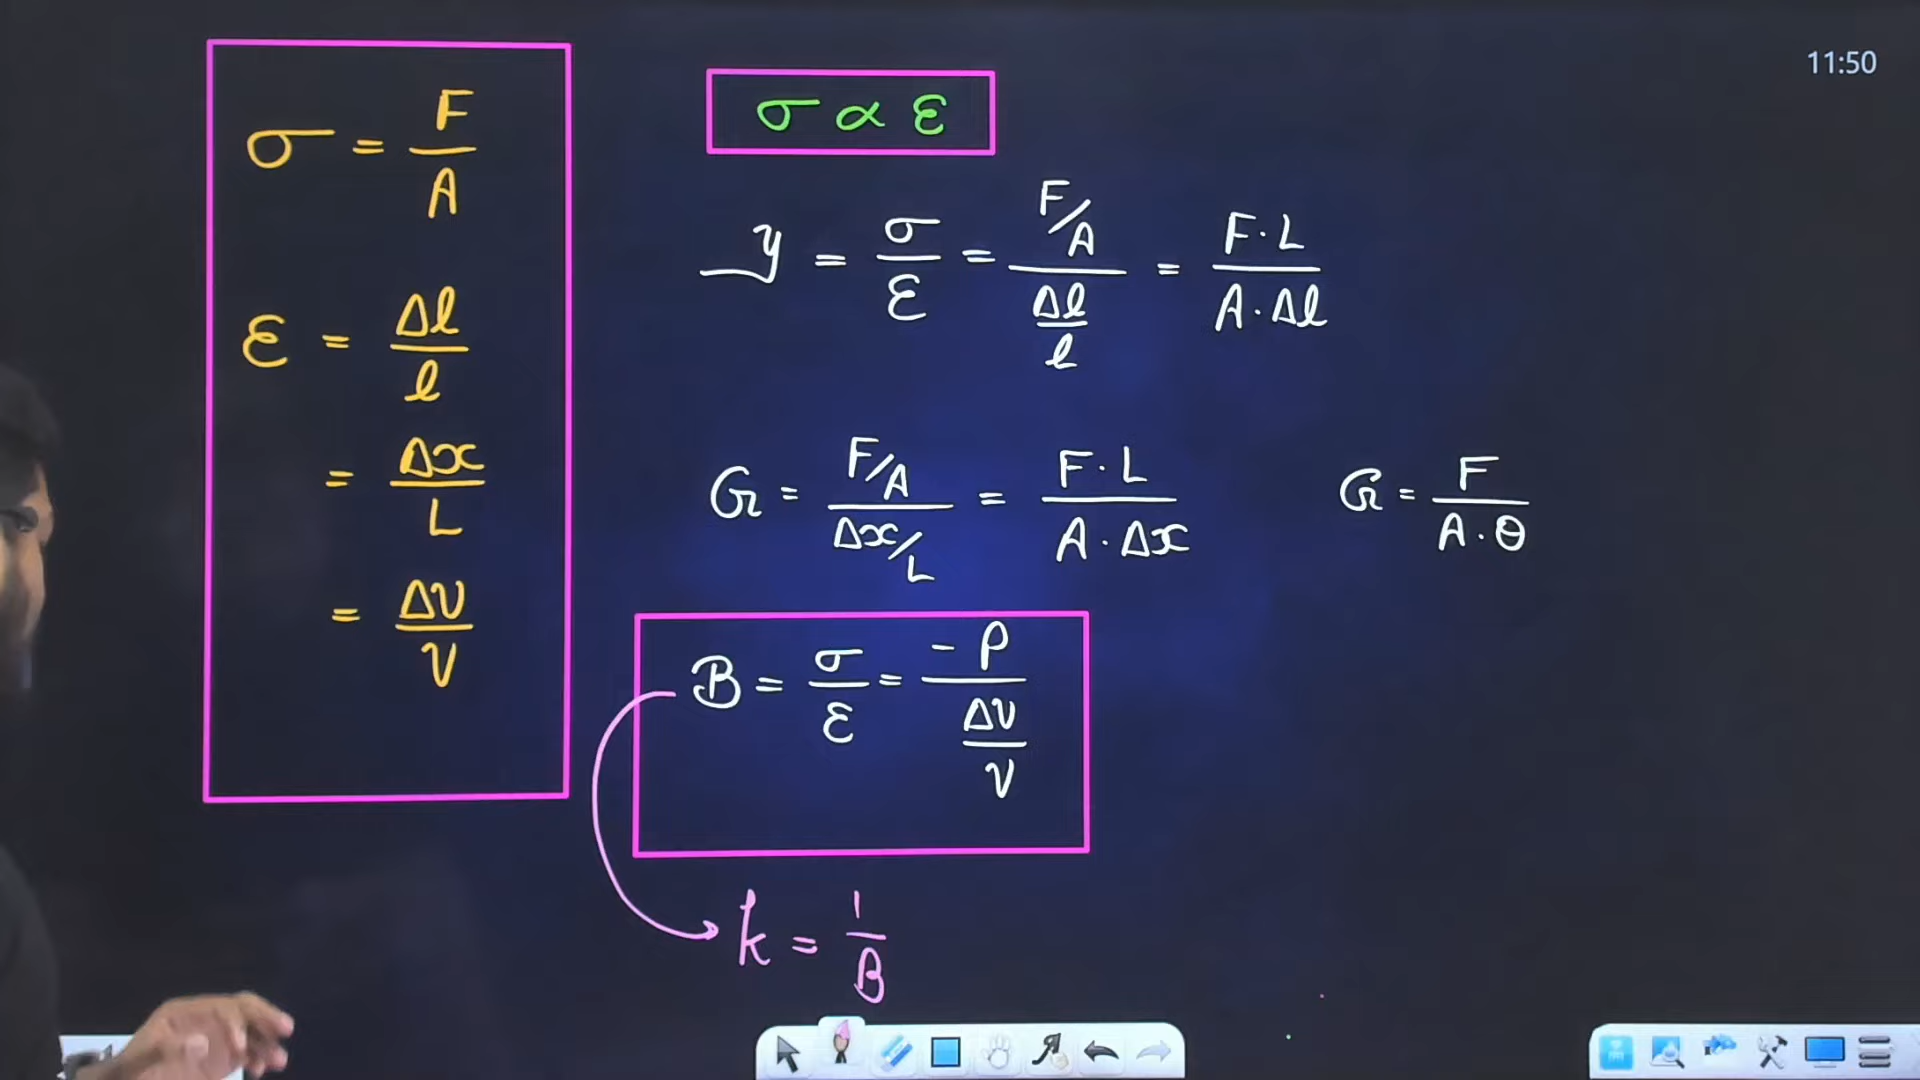 11:50
σ = F/A
ε = Δl/l
= Δx/L
= ΔV/V
σ ∝ ε
y = σ/ε = (F/A)/(Δl/l) = F·L/A·Δl
G = (F/A)/(Δx/L) = F·L/A·Δx
G = F/A·θ
B = σ/ε = -P/(ΔV/V)
k = 1/B